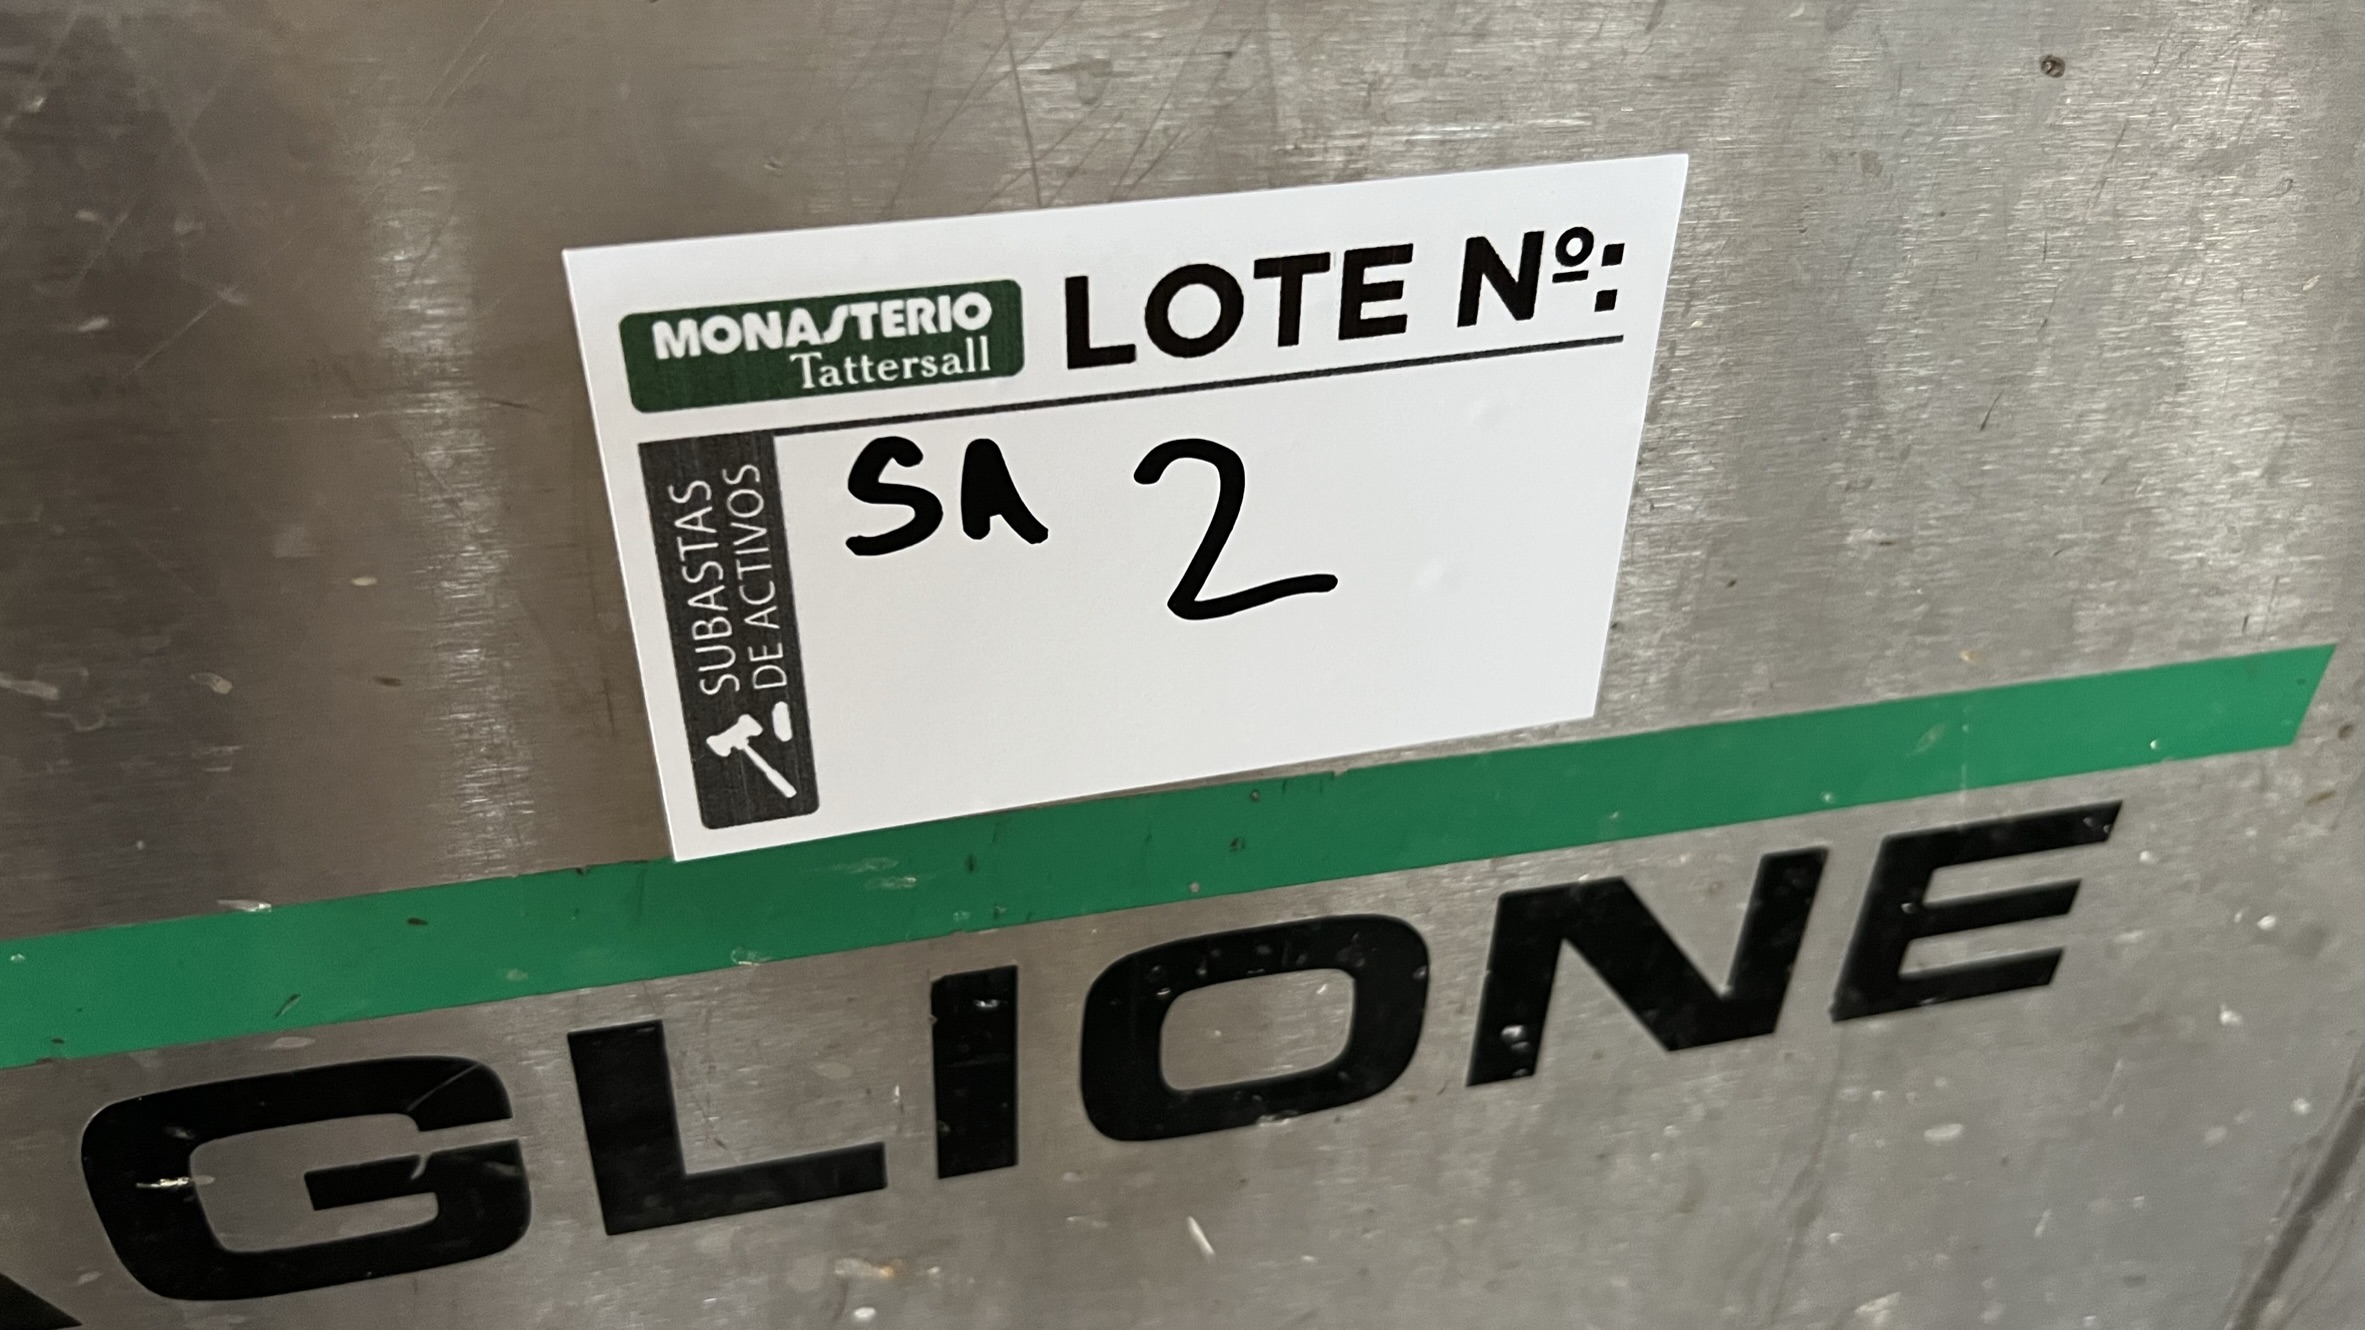 MONASTERIO
Tattersall
LOTE Nº:
SUBASTAS
DE ACTIVOS
SA 2
GLIONE